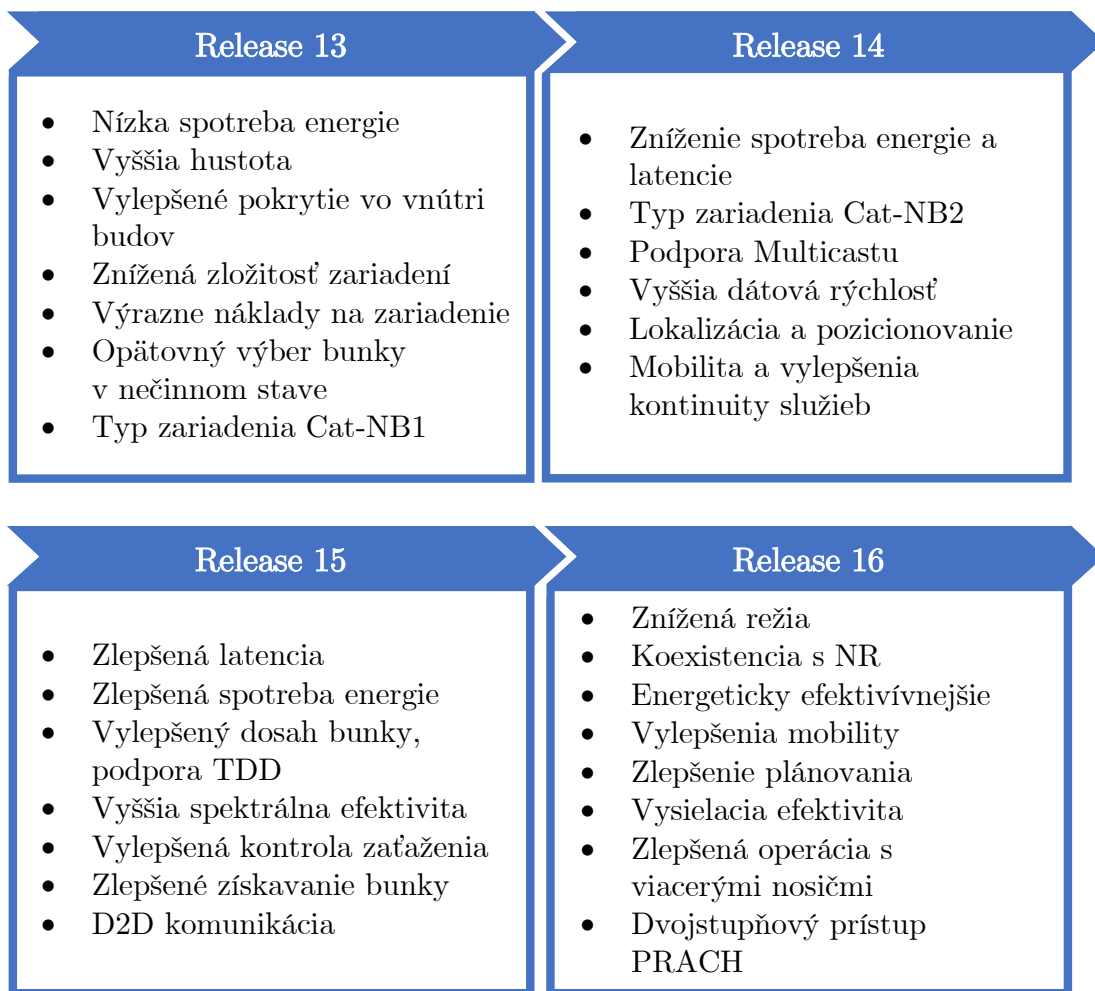 Release 13
• Nízka spotreba energie
• Vyššia hustota
• Vylepšené pokrytie vo vnútri
budov
• Znížená zložitosť zariadení
• Výrazne náklady na zariadenie
• Opätovný výber bunky
v nečinnom stave
• Typ zariadenia Cat-NB1
Release 14
• Zníženie spotreba energie a
latencie
• Typ zariadenia Cat-NB2
• Podpora Multicastu
• Vyššia dátová rýchlosť
• Lokalizácia a pozicionovanie
• Mobilita a vylepšenia
kontinuity služieb
Release 15
• Zlepšená latencia
• Zlepšená spotreba energie
• Vylepšený dosah bunky,
podpora TDD
• Vyššia spektrálna efektivita
• Vylepšená kontrola zaťaženia
• Zlepšené získavanie bunky
• D2D komunikácia
Release 16
• Znížená režia
• Koexistencia s NR
• Energeticky efektivívnejšie
• Vylepšenia mobility
• Zlepšenie plánovania
• Vysielacia efektivita
• Zlepšená operácia s
viacerými nosičmi
• Dvojstupňový prístup
PRACH